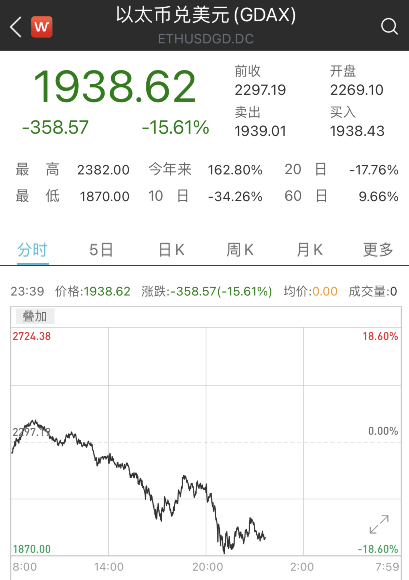 以太币兑美元(GDAX)
W
ETHUSDGD.DC
1938.62
-358.57 -15.61%
前收 开盘
2297.19 2269.10
卖出 买入
1939.01 1938.43
最 高 2382.00 今年来 162.80% 20 日 -17.76%
最 低 1870.00 10 日 -34.26% 60 日 9.66%
分时 5日 日K 周K 月K 更多
23:39 价格:1938.62 涨跌:-358.57(-15.61%) 均价:0.00 成交量:0
叠加
2724.38 18.60%
2297.19 0.00%
1870.00 -18.60%
8:00 14:00 20:00 2:00 7:59